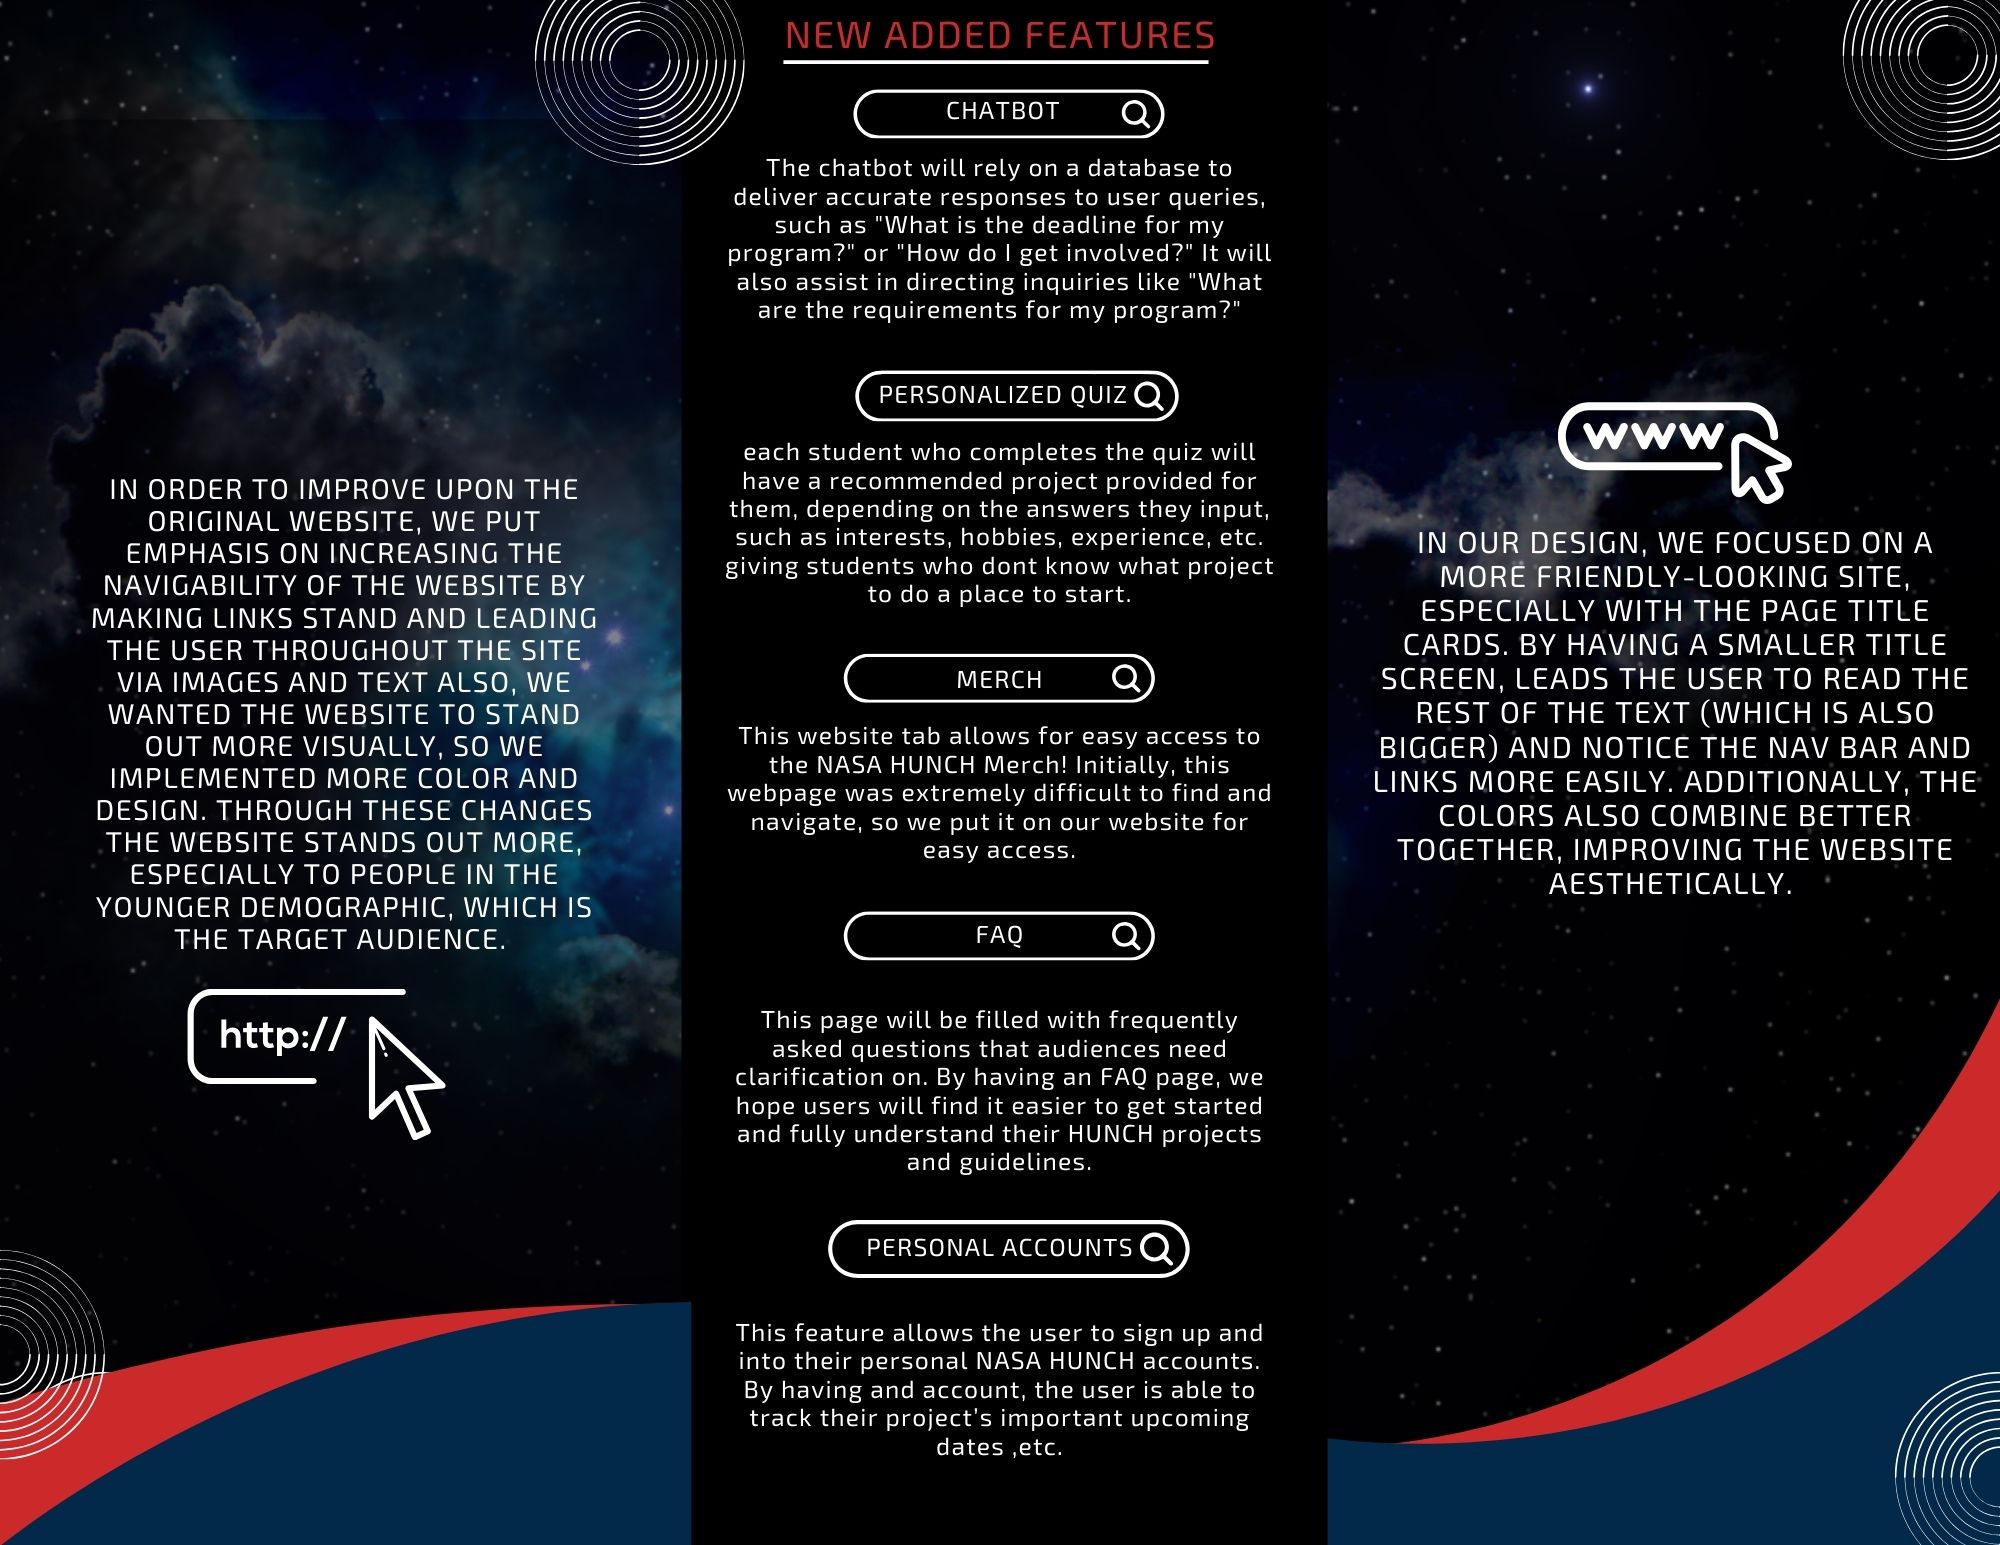 IN ORDER TO IMPROVE UPON THE
ORIGINAL WEBSITE, WE PUT
EMPHASIS ON INCREASING THE
NAVIGABILITY OF THE WEBSITE BY
MAKING LINKS STAND AND LEADING
THE USER THROUGHOUT THE SITE
VIA IMAGES AND TEXT ALSO, WE
WANTED THE WEBSITE TO STAND
OUT MORE VISUALLY, SO WE
IMPLEMENTED MORE COLOR AND
DESIGN. THROUGH THESE CHANGES
THE WEBSITE STANDS OUT MORE,
ESPECIALLY TO PEOPLE IN THE
YOUNGER DEMOGRAPHIC, WHICH IS
THE TARGET AUDIENCE.
http://
NEW ADDED FEATURES
CHATBOT
The chatbot will rely on a database to
deliver accurate responses to user queries,
such as "What is the deadline for my
program?" or "How do I get involved?" It will
also assist in directing inquiries like "What
are the requirements for my program?"
PERSONALIZED QUIZ
each student who completes the quiz will
have a recommended project provided for
them, depending on the answers they input,
such as interests, hobbies, experience, etc.
giving students who dont know what project
to do a place to start.
MERCH
This website tab allows for easy access to
the NASA HUNCH Merch! Initially, this
webpage was extremely difficult to find and
navigate, so we put it on our website for
easy access.
FAQ
This page will be filled with frequently
asked questions that audiences need
clarification on. By having an FAQ page, we
hope users will find it easier to get started
and fully understand their HUNCH projects
and guidelines.
PERSONAL ACCOUNTS
This feature allows the user to sign up and
into their personal NASA HUNCH accounts.
By having and account, the user is able to
track their project's important upcoming
dates ,etc.
www
IN OUR DESIGN, WE FOCUSED ON A
MORE FRIENDLY-LOOKING SITE,
ESPECIALLY WITH THE PAGE TITLE
CARDS. BY HAVING A SMALLER TITLE
SCREEN, LEADS THE USER TO READ THE
REST OF THE TEXT (WHICH IS ALSO
BIGGER) AND NOTICE THE NAV BAR AND
LINKS MORE EASILY. ADDITIONALLY, THE
COLORS ALSO COMBINE BETTER
TOGETHER, IMPROVING THE WEBSITE
AESTHETICALLY.